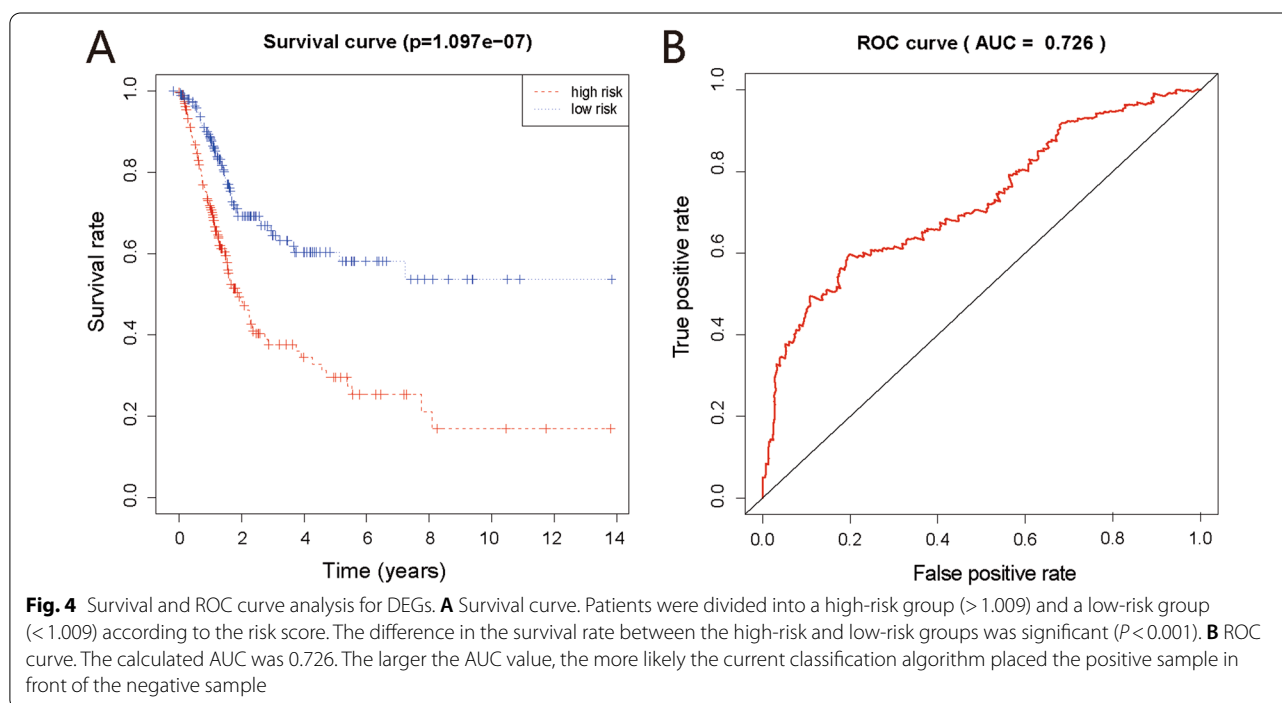 A
Survival curve (p=1.097e−07)
high risk
low risk
Survival rate
1.0
0.8
0.6
0.4
0.2
0.0
0 2 4 6 8 10 12 14
Time (years)
B
ROC curve ( AUC = 0.726 )
True positive rate
1.0
0.8
0.6
0.4
0.2
0.0
0.0 0.2 0.4 0.6 0.8 1.0
False positive rate
Fig. 4 Survival and ROC curve analysis for DEGs. A Survival curve. Patients were divided into a high-risk group (> 1.009) and a low-risk group
(< 1.009) according to the risk score. The difference in the survival rate between the high-risk and low-risk groups was significant (P < 0.001). B ROC
curve. The calculated AUC was 0.726. The larger the AUC value, the more likely the current classification algorithm placed the positive sample in
front of the negative sample